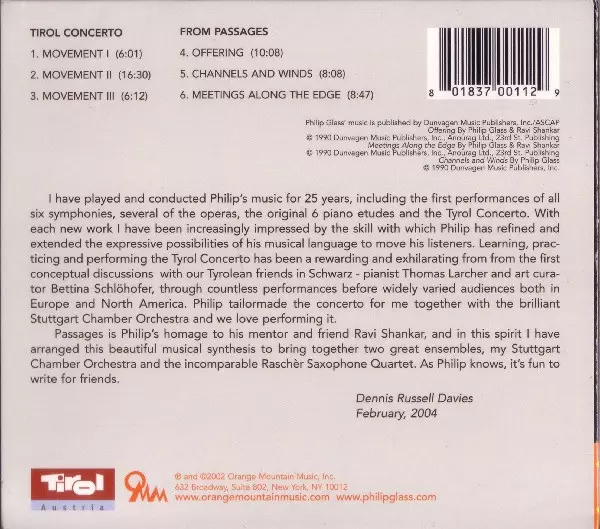 TIROL CONCERTO
1. MOVEMENT I (6:01)
2. MOVEMENT II (16:30)
3. MOVEMENT III (6:12)
FROM PASSAGES
4. OFFERING (10:08)
5. CHANNELS AND WINDS (8:08)
6. MEETINGS ALONG THE EDGE (8:47)
8 01837 00112 9
Philip Glass' music is published by Dunvagen Music Publishers, Inc./ASCAP
Offering By Philip Glass & Ravi Shankar
© 1990 Dunvagen Music Publishers, Inc., Anourag Ltd., 23rd St. Publishing
Meetings Along the Edge By Philip Glass & Ravi Shankar
© 1990 Dunvagen Music Publishers, Inc., Anourag Ltd., 23rd St. Publishing
Channels and Winds By Philip Glass
© 1990 Dunvagen Music Publishers, Inc.
I have played and conducted Philip's music for 25 years, including the first performances of all
six symphonies, several of the operas, the original 6 piano etudes and the Tyrol Concerto. With
each new work I have been increasingly impressed by the skill with which Philip has refined and
extended the expressive possibilities of his musical language to move his listeners. Learning, prac-
ticing and performing the Tyrol Concerto has been a rewarding and exhilarating from from the first
conceptual discussions with our Tyrolean friends in Schwarz - pianist Thomas Larcher and art cura-
tor Bettina Schlöhofer, through countless performances before widely varied audiences both in
Europe and North America. Philip tailormade the concerto for me together with the brilliant
Stuttgart Chamber Orchestra and we love performing it.
Passages is Philip's homage to his mentor and friend Ravi Shankar, and in this spirit I have
arranged this beautiful musical synthesis to bring together two great ensembles, my Stuttgart
Chamber Orchestra and the incomparable Raschèr Saxophone Quartet. As Philip knows, it's fun to
write for friends.
Dennis Russell Davies
February, 2004
Tirol
Austria
OMM
℗ and ©2002 Orange Mountain Music, Inc.
632 Broadway, Suite 802, New York, NY 10012
www.orangemountainmusic.com www.philipglass.com